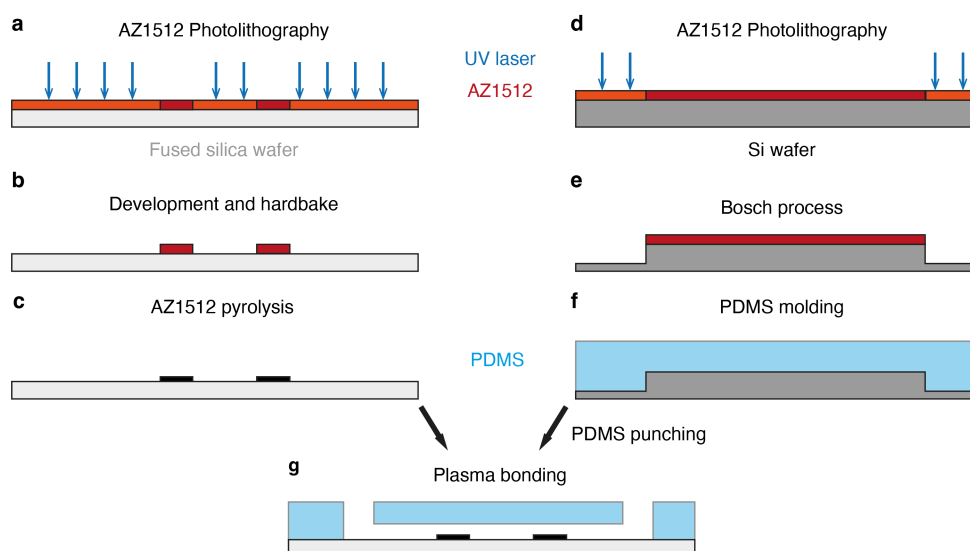 a
AZ1512 Photolithography
Fused silica wafer
b
Development and hardbake
c
AZ1512 pyrolysis
UV laser
AZ1512
PDMS
d
AZ1512 Photolithography
Si wafer
e
Bosch process
f
PDMS molding
PDMS punching
g
Plasma bonding